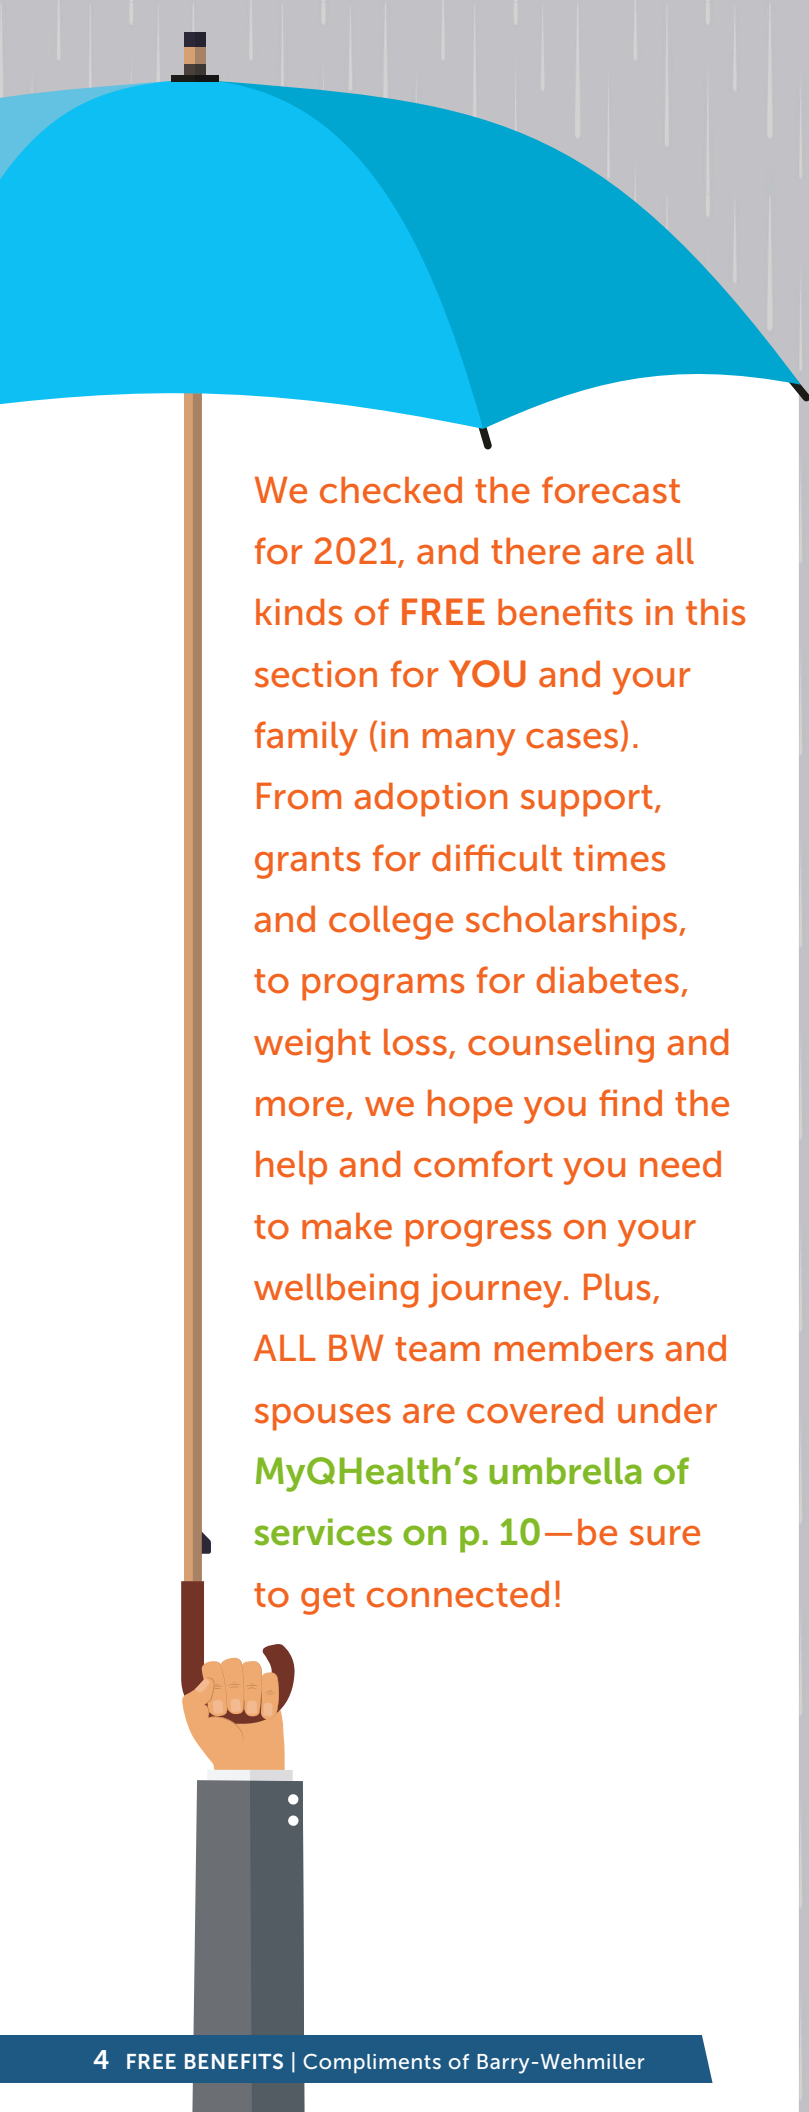 We checked the forecast
for 2021, and there are all
kinds of FREE benefits in this
section for YOU and your
family (in many cases).
From adoption support,
grants for difficult times
and college scholarships,
to programs for diabetes,
weight loss, counseling and
more, we hope you find the
help and comfort you need
to make progress on your
wellbeing journey. Plus,
ALL BW team members and
spouses are covered under
MyQHealth’s umbrella of
services on p. 10—be sure
to get connected!
4 FREE BENEFITS | Compliments of Barry-Wehmiller